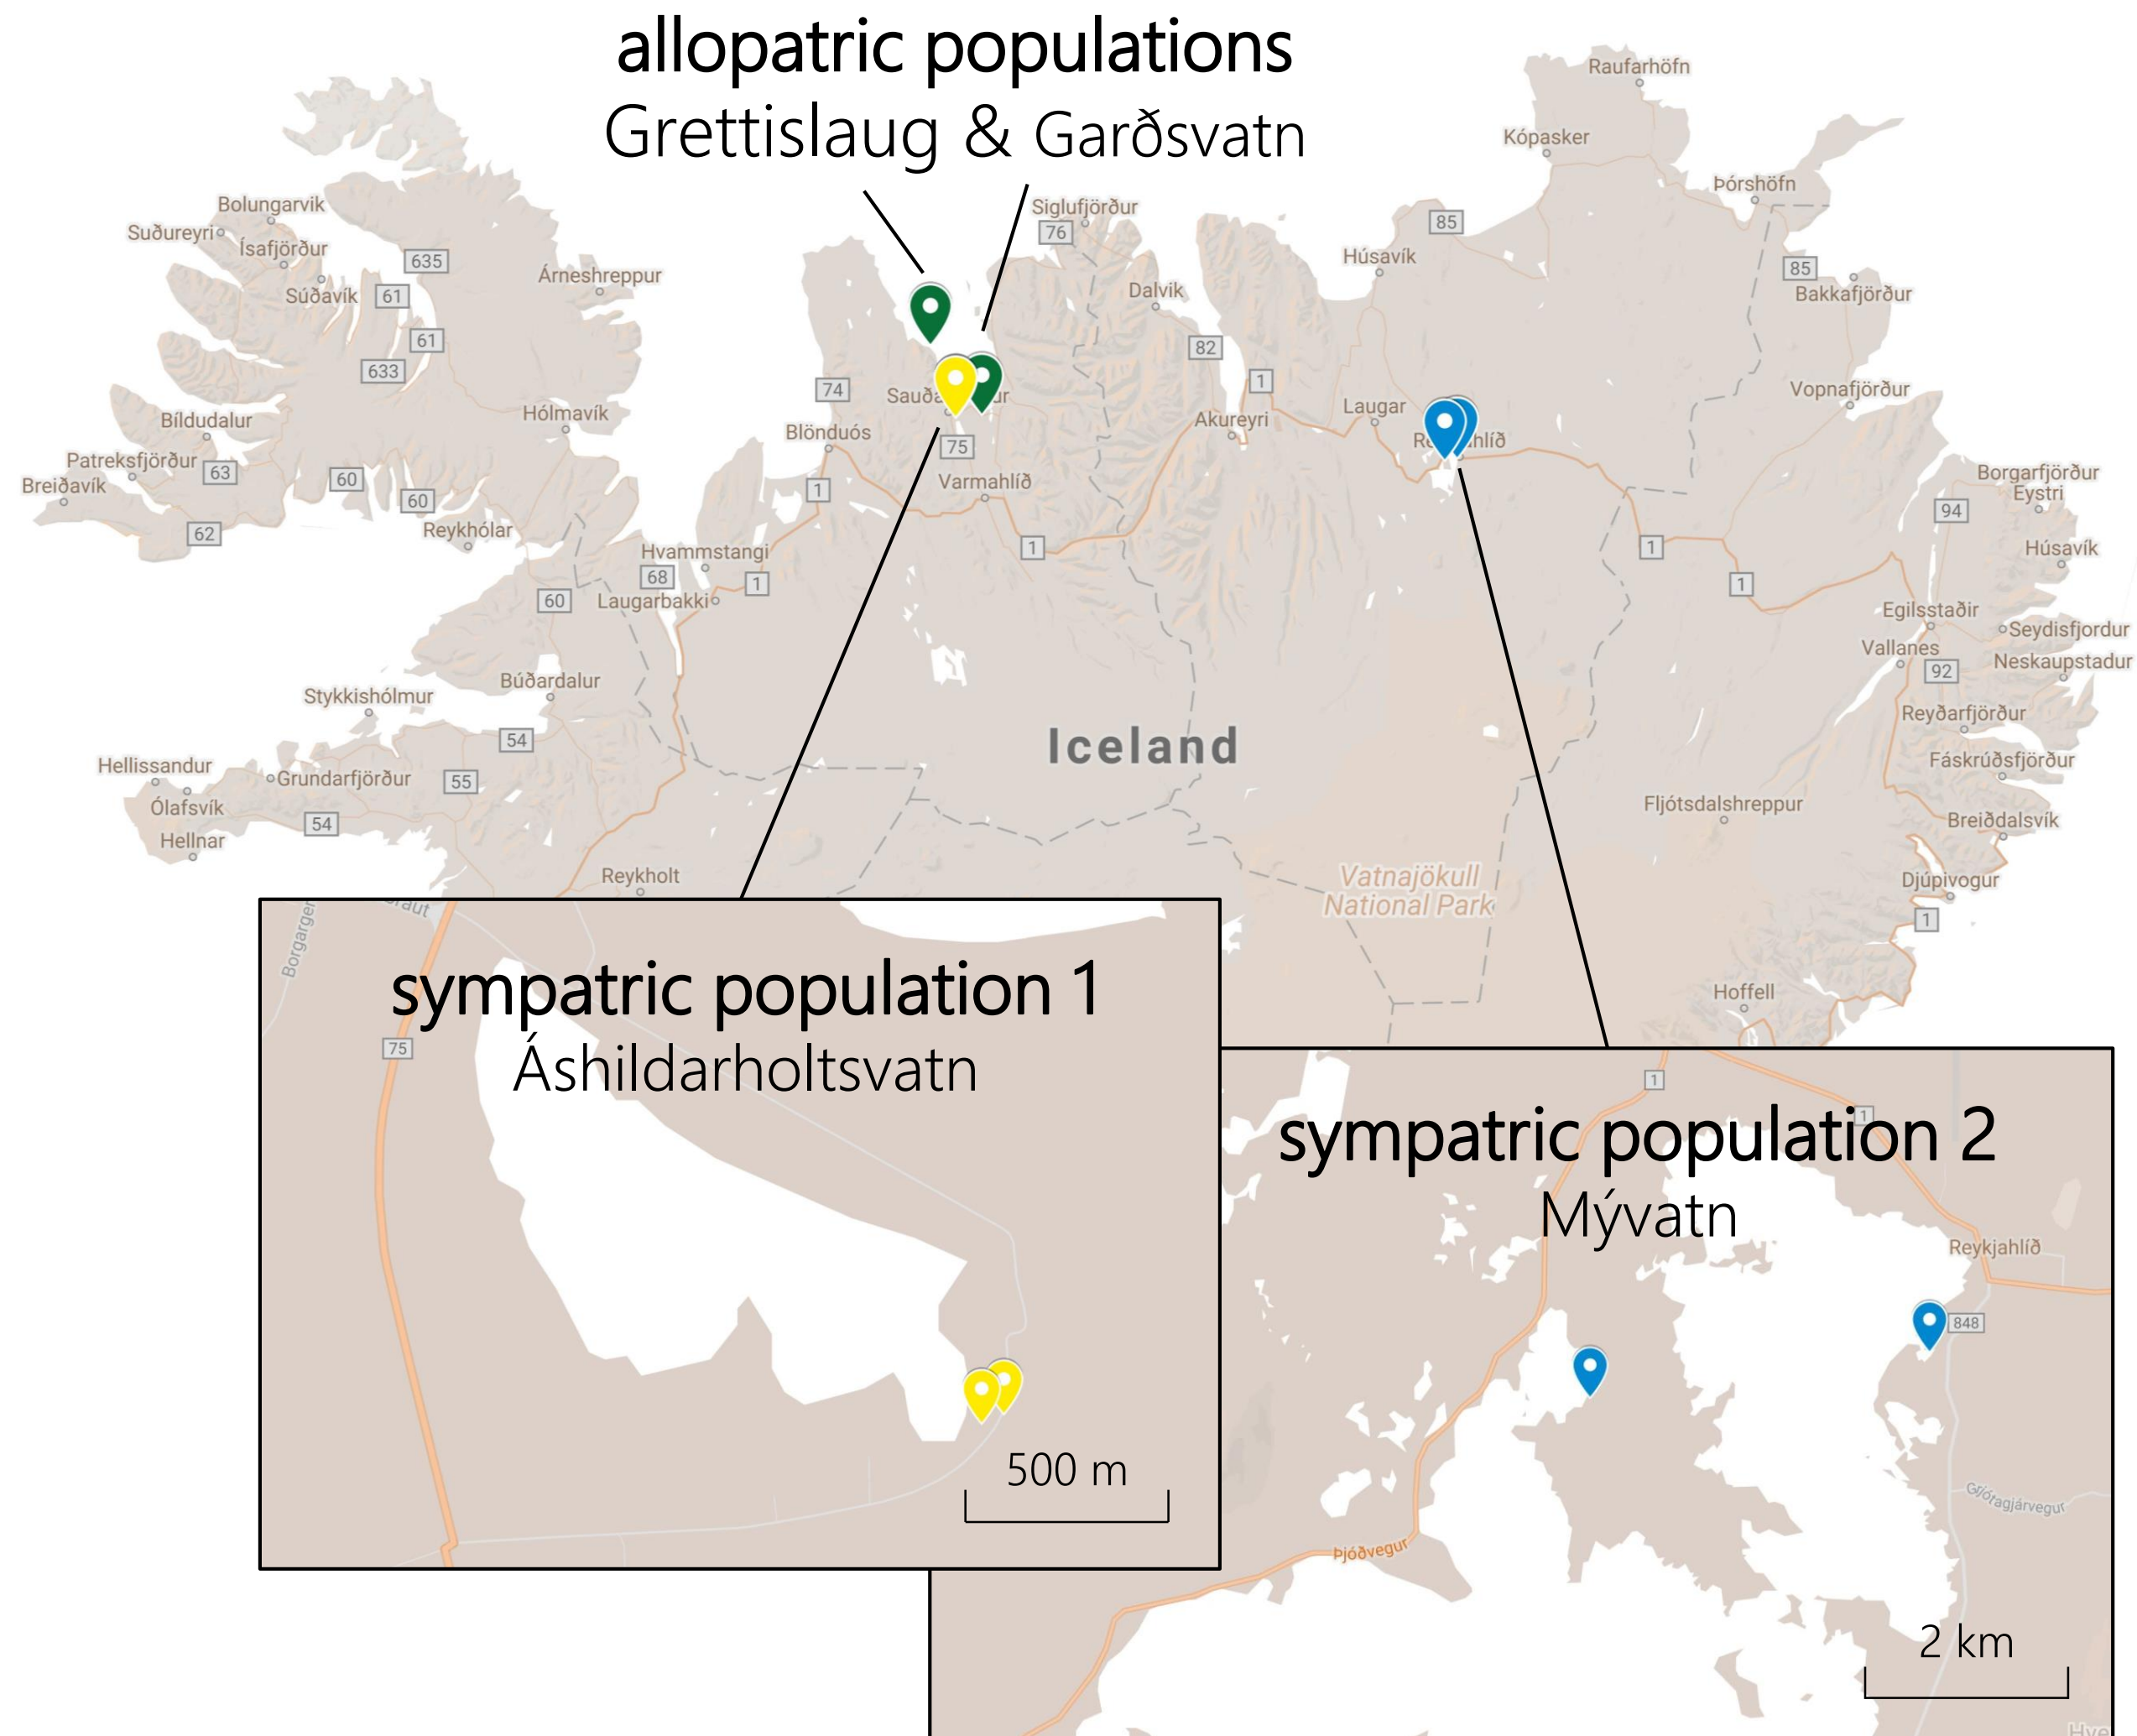 allopatric populations
Grettislaug & Garðsvatn
Raufarhöfn
Kópasker
Þórshöfn
Bolungarvik
Suðureyri
Ísafjörður
635
Súðavík
61
Árneshreppur
Siglufjörður
76
85
Húsavík
85
Bakkafjörður
Dalvik
61
633
82
74
1
Vopnafjörður
Bíldudalur
Hólmavík
Blönduós
75
Akureyri
Laugar
Patreksfjörður
63
60
60
Breiðavík
62
Reykhólar
1
Varmahlíð
1
Borgarfjörður
Eystri
94
Húsavík
Hvammstangi
68
1
Laugarbakki
60
1
1
Egilsstaðir
Seydisfjordur
Vallanes
92
Neskaupstadur
Búðardalur
Stykkishólmur
54
Reyðarfjörður
Iceland
Hellissandur
Grundarfjörður
55
Fáskrúðsfjörður
Ólafsvík
54
Hellnar
Fljótsdalshreppur
Breiðdalsvík
Reykholt
Vatnajökull
National Park
Djúpivogur
1
Hoffell
sympatric population 1
Áshildarholtsvatn
75
500 m
1
1
sympatric population 2
Mývatn
Reykjahlíð
848
Grjótagjárvegur
Þjóðvegur
2 km